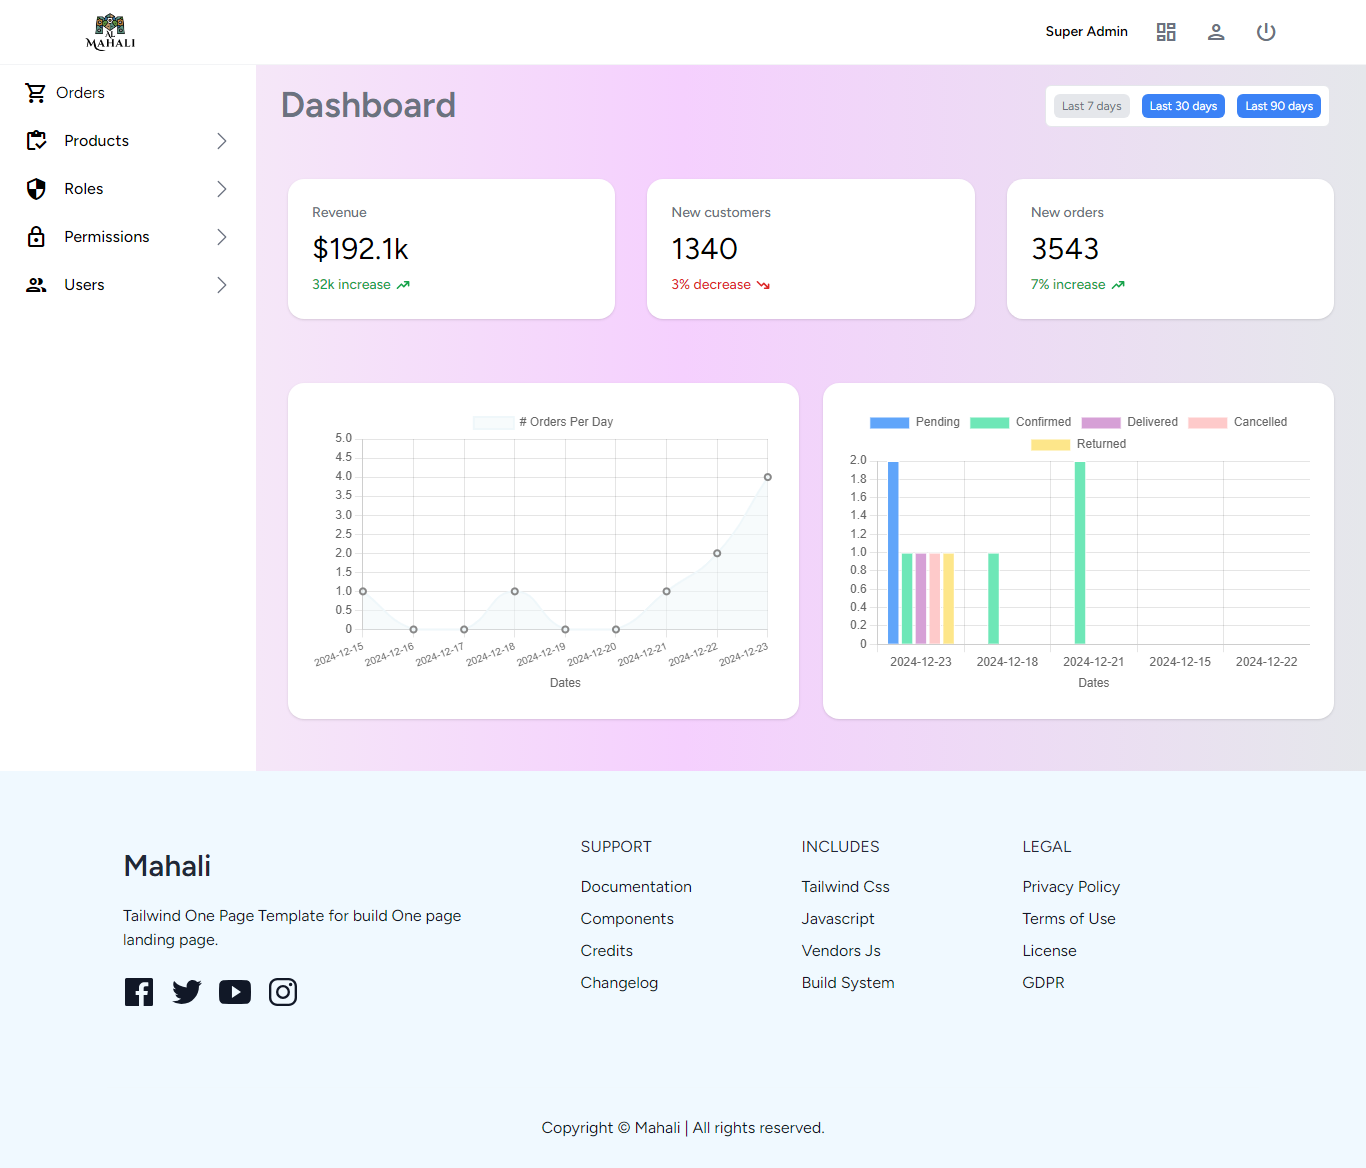 AL
MAHALI
Super Admin
Orders
Products
Roles
Permissions
Users
Dashboard
Last 7 days
Last 30 days
Last 90 days
Revenue
$192.1k
32k increase
New customers
1340
3% decrease
New orders
3543
7% increase
# Orders Per Day
5.0
4.5
4.0
3.5
3.0
2.5
2.0
1.5
1.0
0.5
0
2024-12-15
2024-12-16
2024-12-17
2024-12-18
2024-12-19
2024-12-20
2024-12-21
2024-12-22
2024-12-23
Dates
Pending
Confirmed
Delivered
Cancelled
Returned
2.0
1.8
1.6
1.4
1.2
1.0
0.8
0.6
0.4
0.2
0
2024-12-23
2024-12-18
2024-12-21
2024-12-15
2024-12-22
Dates
Mahali
Tailwind One Page Template for build One page
landing page.
SUPPORT
Documentation
Components
Credits
Changelog
INCLUDES
Tailwind Css
Javascript
Vendors Js
Build System
LEGAL
Privacy Policy
Terms of Use
License
GDPR
Copyright © Mahali | All rights reserved.